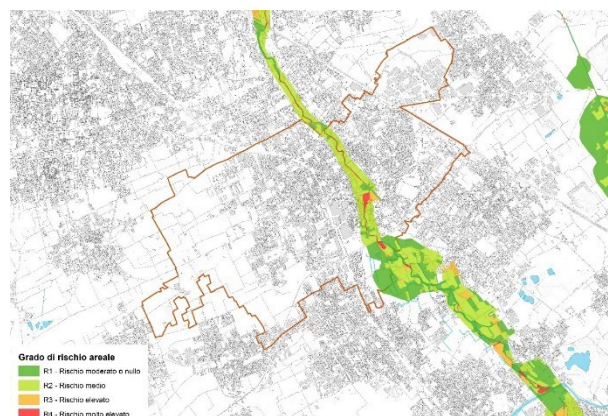 Grado di rischio areale
R1 - Rischio moderato o nullo
R2 - Rischio medio
R3 - Rischio elevato
R4 - Rischio molto elevato